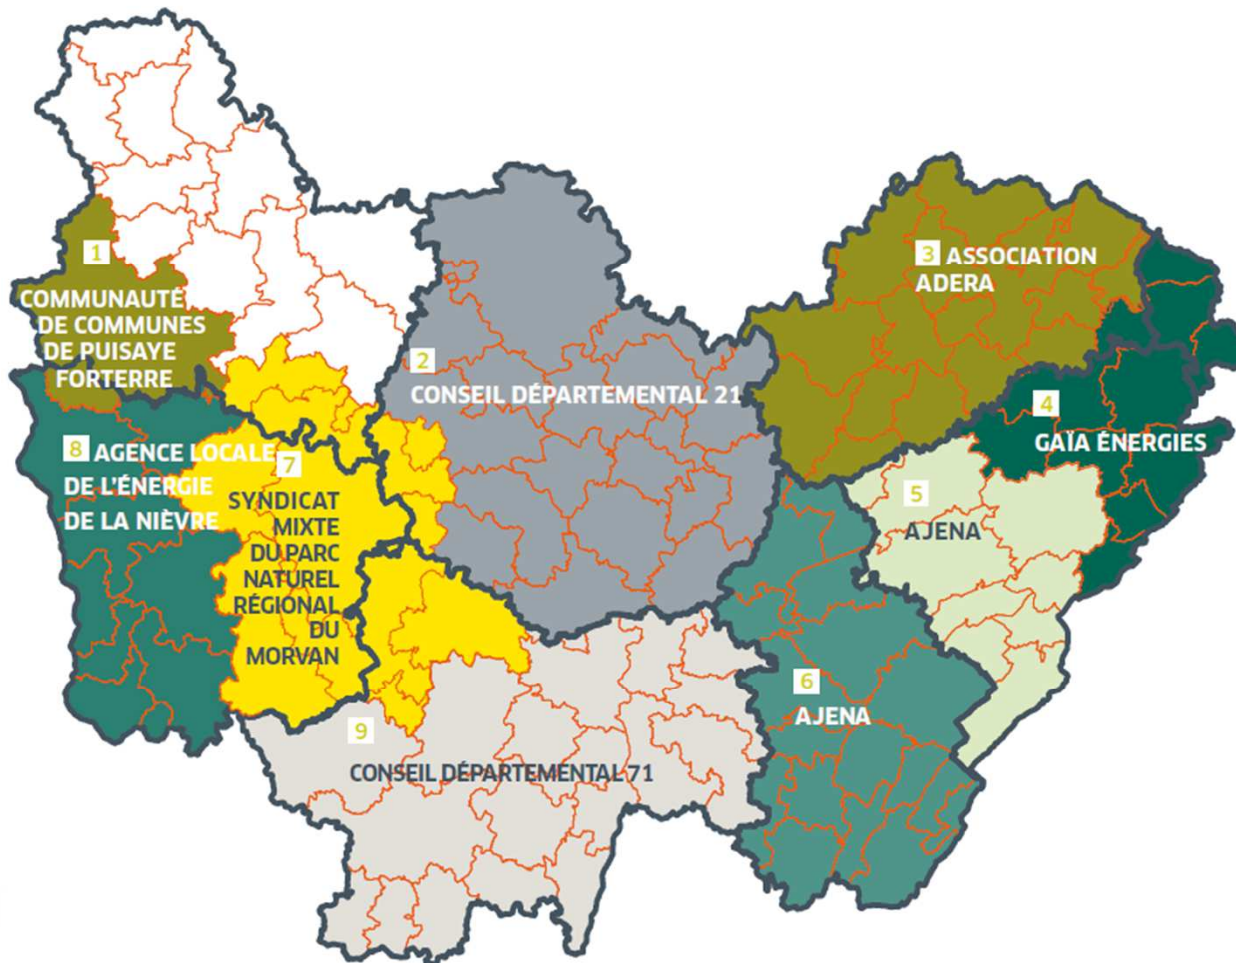 1
COMMUNAUTÉ
DE COMMUNES
DE PUISAYE
FORTERRE
2
CONSEIL DÉPARTEMENTAL 21
3 ASSOCIATION
ADERA
4
GAÏA ÉNERGIES
5
AJENA
6
AJENA
7
SYNDICAT
MIXTE
DU PARC
NATUREL
RÉGIONAL
DU
MORVAN
8 AGENCE LOCALE
DE L'ÉNERGIE
DE LA NIÈVRE
9
CONSEIL DÉPARTEMENTAL 71